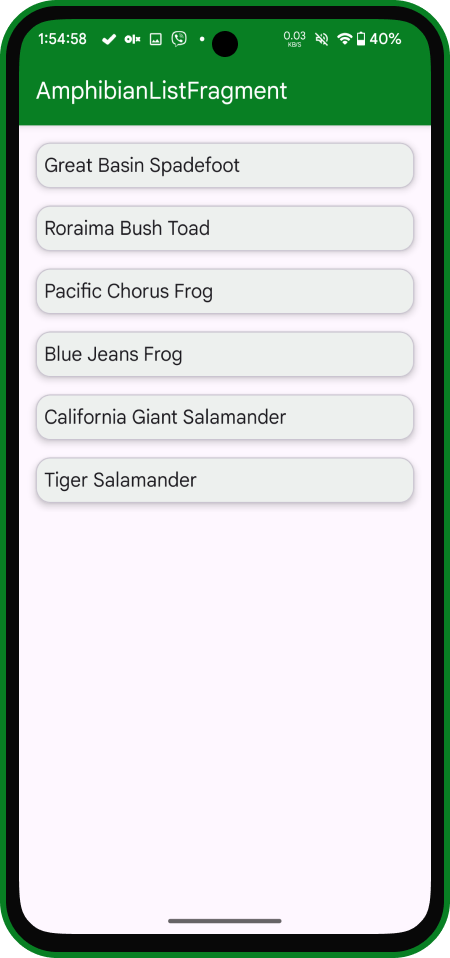 1:54:58 olx 0.03 KB/S 40%
AmphibianListFragment
Great Basin Spadefoot
Roraima Bush Toad
Pacific Chorus Frog
Blue Jeans Frog
California Giant Salamander
Tiger Salamander